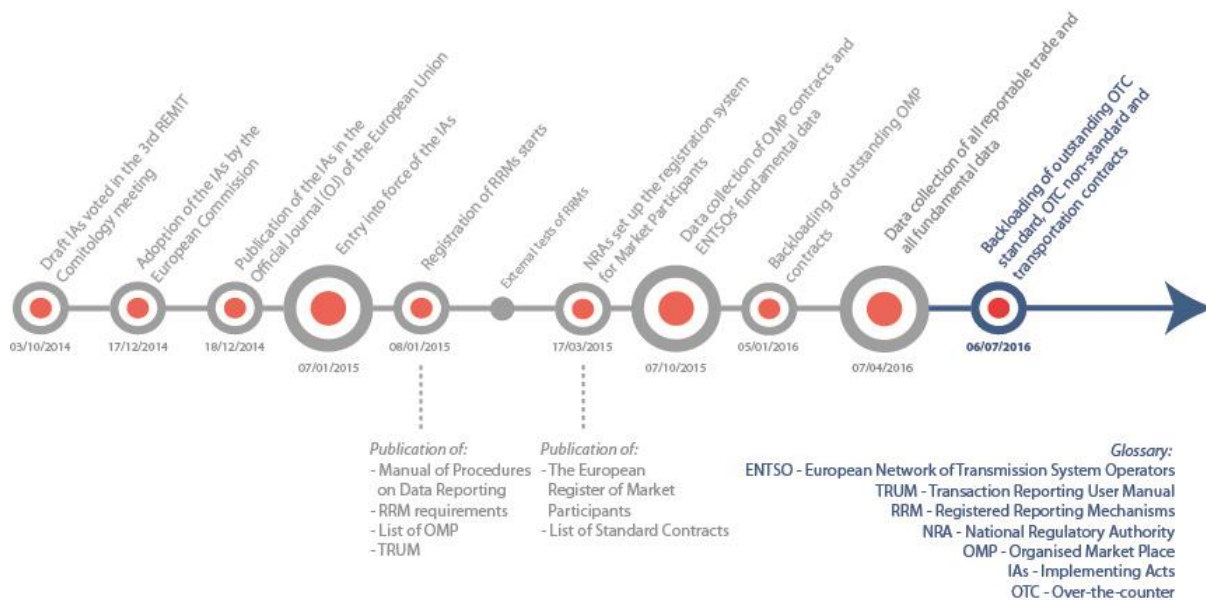 Draft IAs voted in the 3rd REMIT
Comitology meeting
Adoption of the IAs by the
European Commission
Publication of the IAs in the
Official Journal (OJ) of the European Union
Entry into force of the IAs
Registration of RRMs starts
External tests of RRMs
NRAs set up the registration system
for Market Participants
Data collection of OMP contracts and
ENTSOs' fundamental data
Backloading of outstanding OMP
contracts
Data collection of all reportable trade and
all fundamental data
Backloading of outstanding OTC
standard, OTC non-standard and
transportation contracts
03/10/2014
17/12/2014
18/12/2014
07/01/2015
08/01/2015
17/03/2015
07/10/2015
05/01/2016
07/04/2016
06/07/2016
Publication of:
- Manual of Procedures
on Data Reporting
- RRM requirements
- List of OMP
- TRUM
Publication of:
- The European
Register of Market
Participants
- List of Standard Contracts
Glossary:
ENTSO - European Network of Transmission System Operators
TRUM - Transaction Reporting User Manual
RRM - Registered Reporting Mechanisms
NRA - National Regulatory Authority
OMP - Organised Market Place
IAs - Implementing Acts
OTC - Over-the-counter